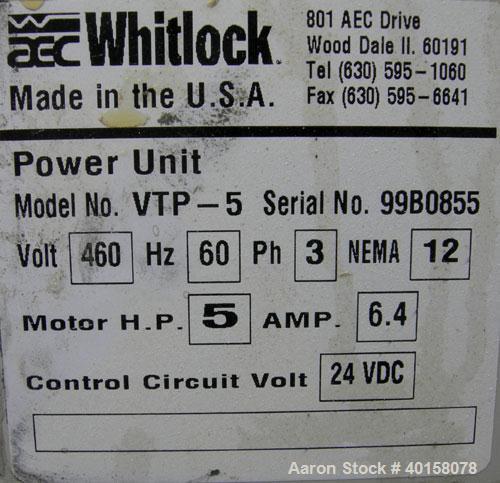 AEC Whitlock
801 AEC Drive
Wood Dale Il. 60191
Tel (630) 595-1060
Fax (630) 595-6641
Made in the U.S.A.
Power Unit
Model No. VTP-5 Serial No. 99B0855
Volt 460 Hz 60 Ph 3 NEMA 12
Motor H.P. 5 AMP. 6.4
Control Circuit Volt 24 VDC
Aaron Stock # 40158078